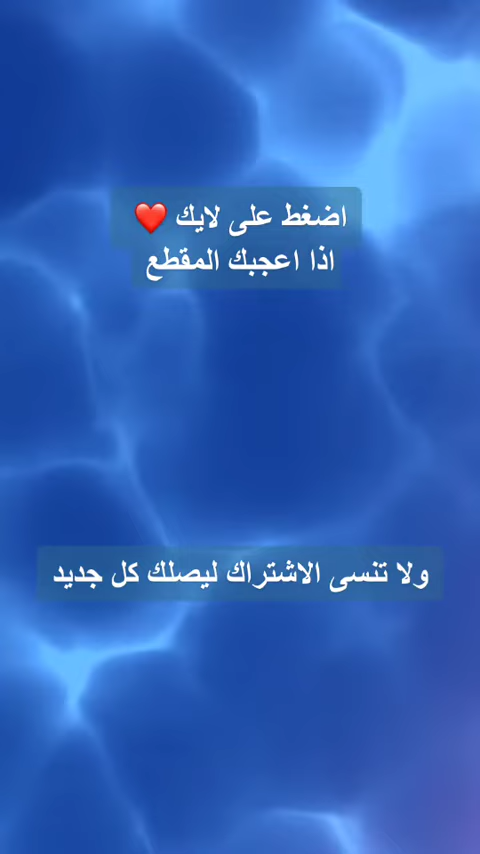 اضغط على لايك ❤️
اذا اعجبك المقطع
ولا تنسى الاشتراك ليصلك كل جديد